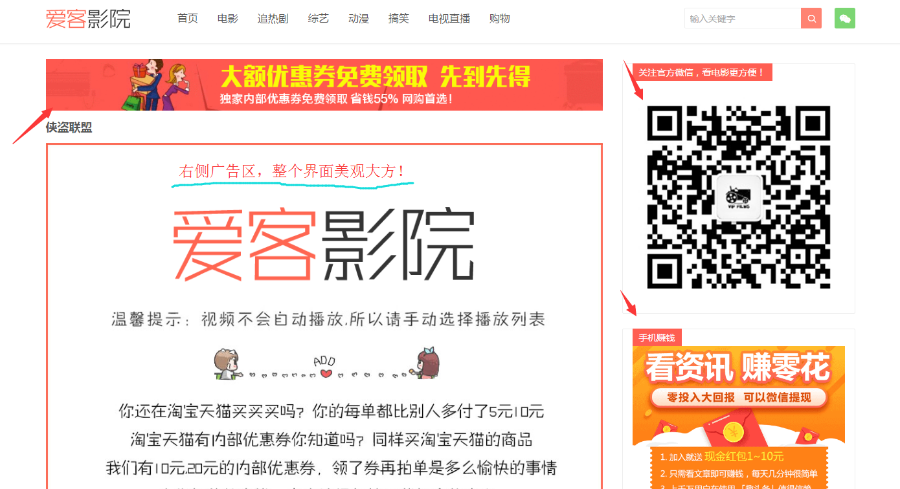 爱客影院
首页 电影 追热剧 综艺 动漫 搞笑 电视直播 购物
输入关键字
大额优惠券免费领取 先到先得
独家内部优惠券免费领取 省钱55% 网购首选!
侠盗联盟
右侧广告区，整个界面美观大方！
爱客影院
温馨提示：视频不会自动播放,所以请手动选择播放列表
你还在淘宝天猫买买买吗？你的每单都比别人多付了5元10元
淘宝天猫有内部优惠券你知道吗？同样买淘宝天猫的商品
我们有10元,20元的内部优惠券，领了券再拍单是多么愉快的事情
关注官方微信，看电影更方便！
手机赚钱
看资讯 赚零花
零投入大回报 可以微信提现
1. 加入就送 现金红包1~10元
2. 只需看文章即可赚钱，每天几分钟很简单